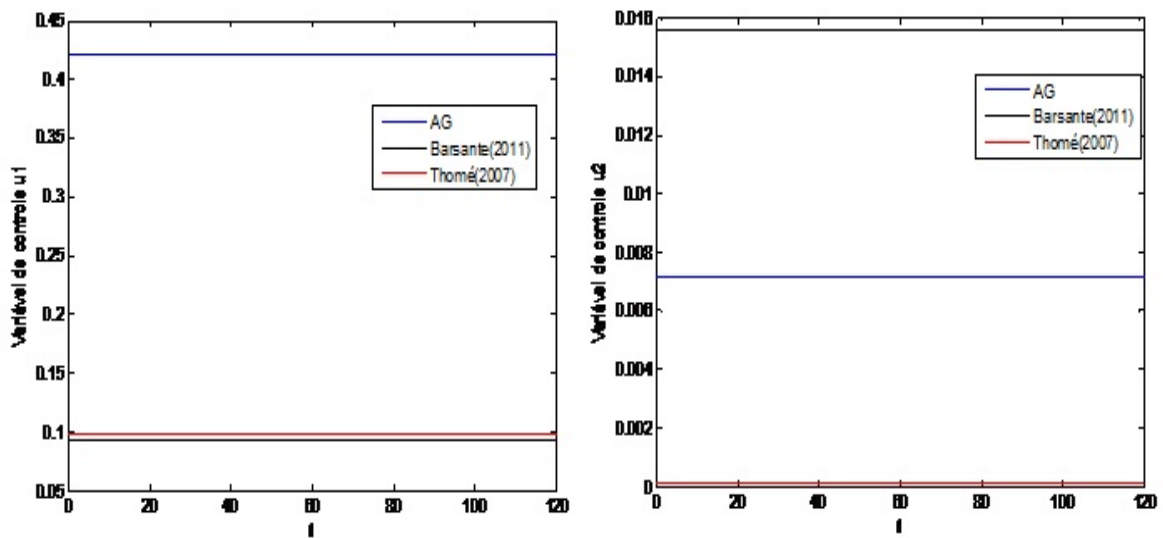 0.45
0.4
0.35
0.3
0.25
0.2
0.15
0.1
0.05
Variável de controle u1
0 20 40 60 80 100 120
t
AG
Barsante(2011)
Thomé(2007)
0.016
0.016
0.014
0.012
0.01
0.008
0.006
0.004
0.002
0
Variável de controle u2
0 20 40 60 80 100 120
t
AG
Barsante(2011)
Thomé(2007)